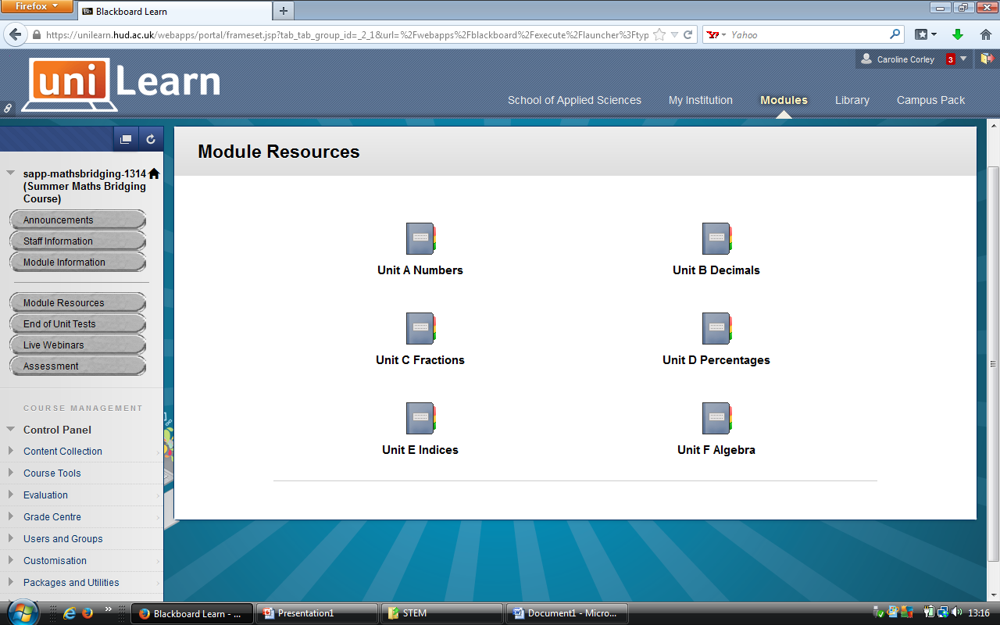 Firefox
Blackboard Learn
https://unilearn.hud.ac.uk/webapps/portal/frameset.jsp?tab_tab_group_id=_2_1&url=%2Fwebapps%2Fblackboard%2Fexecute%2Flauncher%3Ftyp
Yahoo
Caroline Corley 3
uni Learn
School of Applied Sciences My Institution Modules Library Campus Pack
Module Resources
sapp-mathsbridging-1314
(Summer Maths Bridging
Course)
Announcements
Staff Information
Module Information
Module Resources
End of Unit Tests
Live Webinars
Assessment
COURSE MANAGEMENT
Control Panel
Content Collection
Course Tools
Evaluation
Grade Centre
Users and Groups
Customisation
Packages and Utilities
Unit A Numbers
Unit B Decimals
Unit C Fractions
Unit D Percentages
Unit E Indices
Unit F Algebra
Blackboard Learn - ...
Presentation1
STEM
Document1 - Micro...
13:16